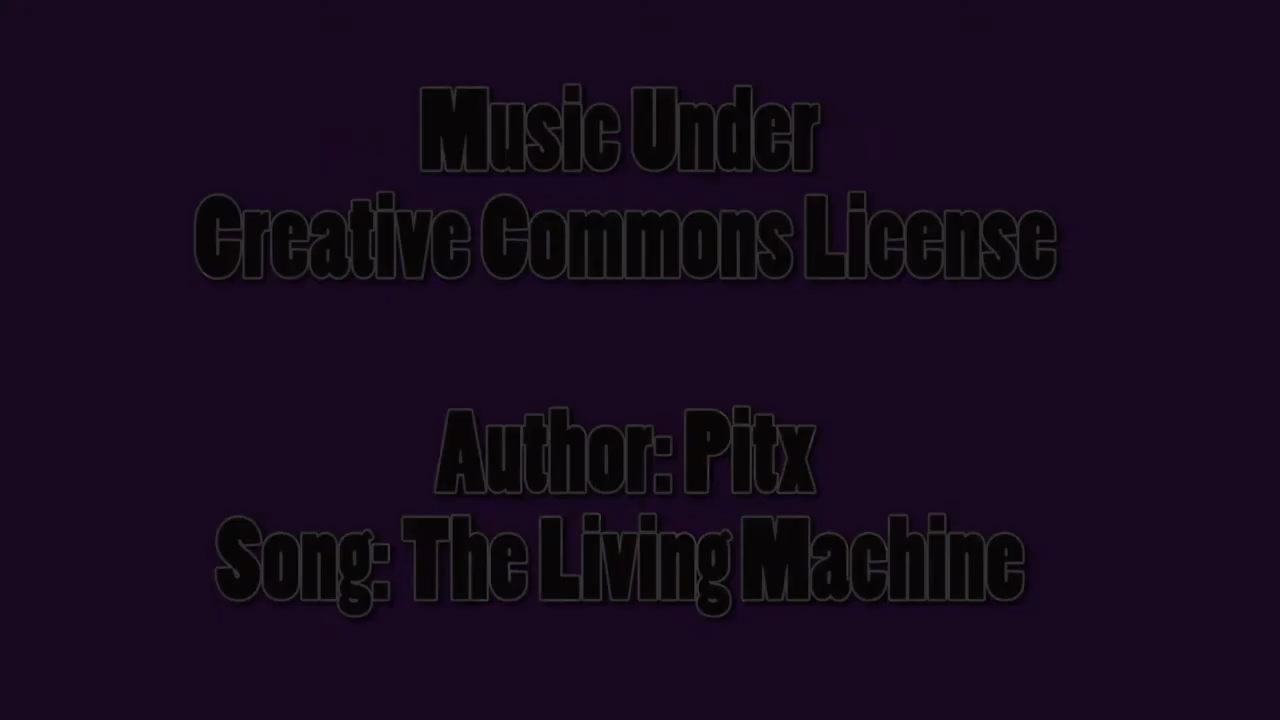 Music Under
Creative Commons License
Author: Pitx
Song: The Living Machine